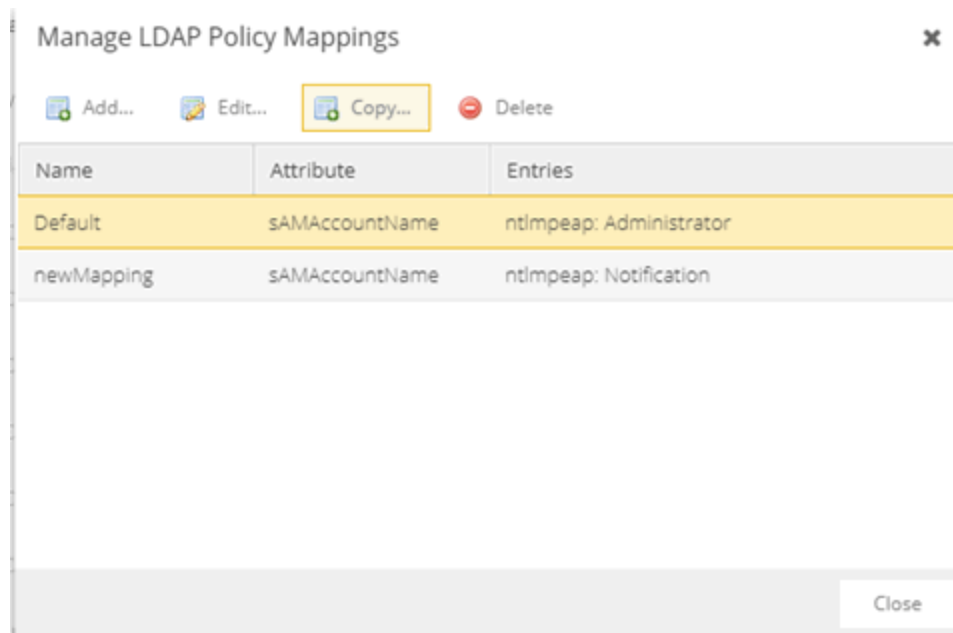 Manage LDAP Policy Mappings
Add... Edit... Copy... Delete
Name Attribute Entries
Default sAMAccountName ntlmpeap: Administrator
newMapping sAMAccountName ntlmpeap: Notification
Close